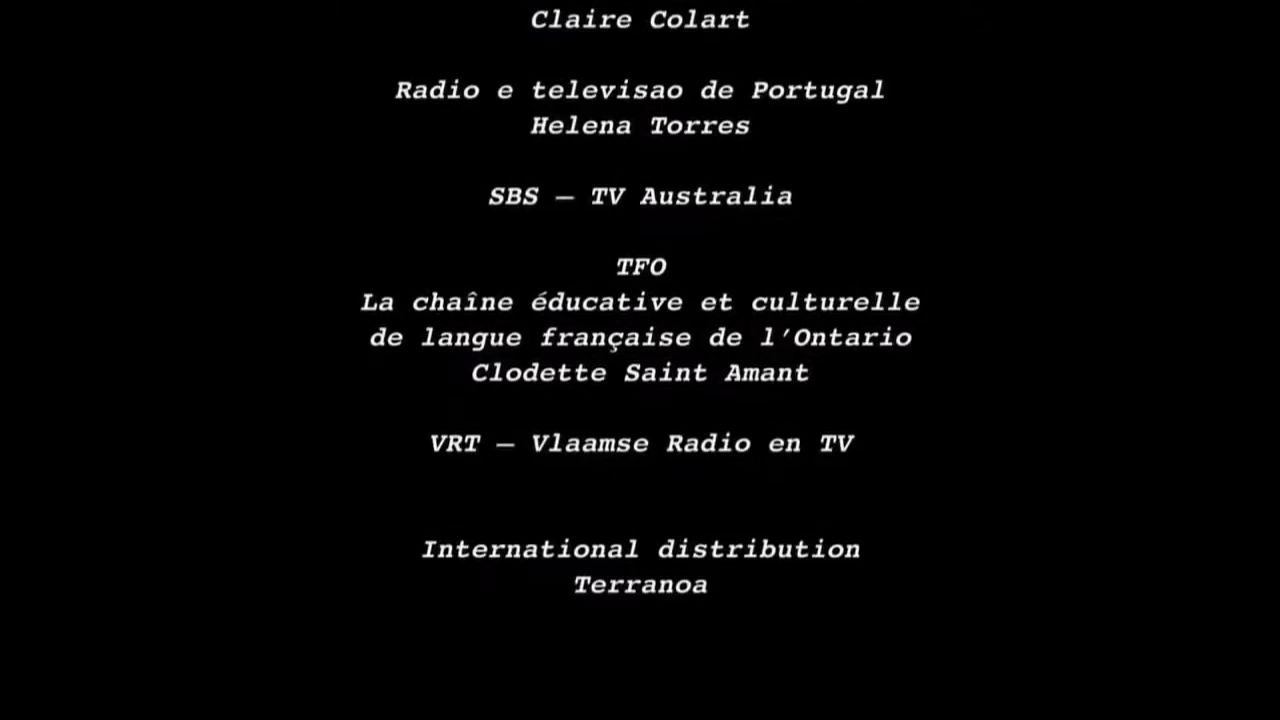 Claire Colart
Radio e televisao de Portugal
Helena Torres
SBS – TV Australia
TFO
La chaîne éducative et culturelle
de langue française de l’Ontario
Clodette Saint Amant
VRT – Vlaamse Radio en TV
International distribution
Terranoa